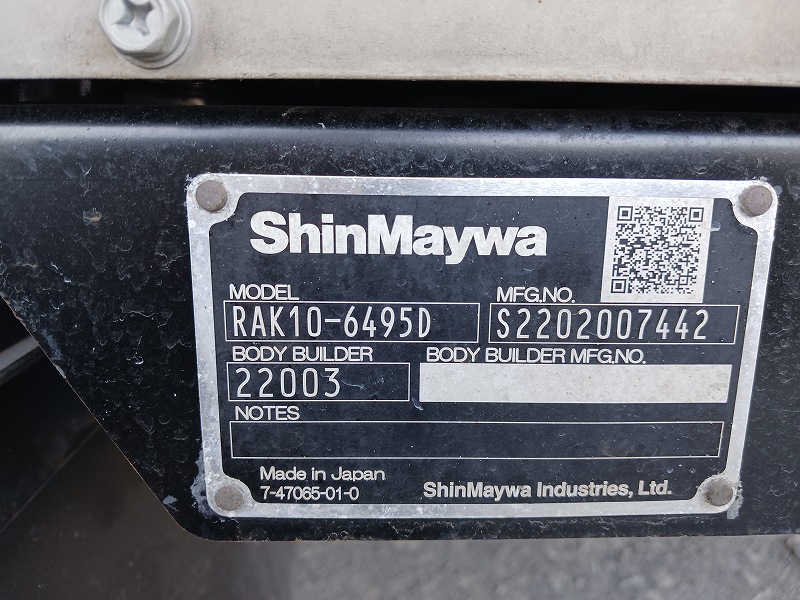 ShinMaywa
MODEL MFG.NO.
RAK10-6495D S2202007442
BODY BUILDER BODY BUILDER MFG.NO.
22003
NOTES
Made in Japan
7-47065-01-0 ShinMaywa Industries, Ltd.